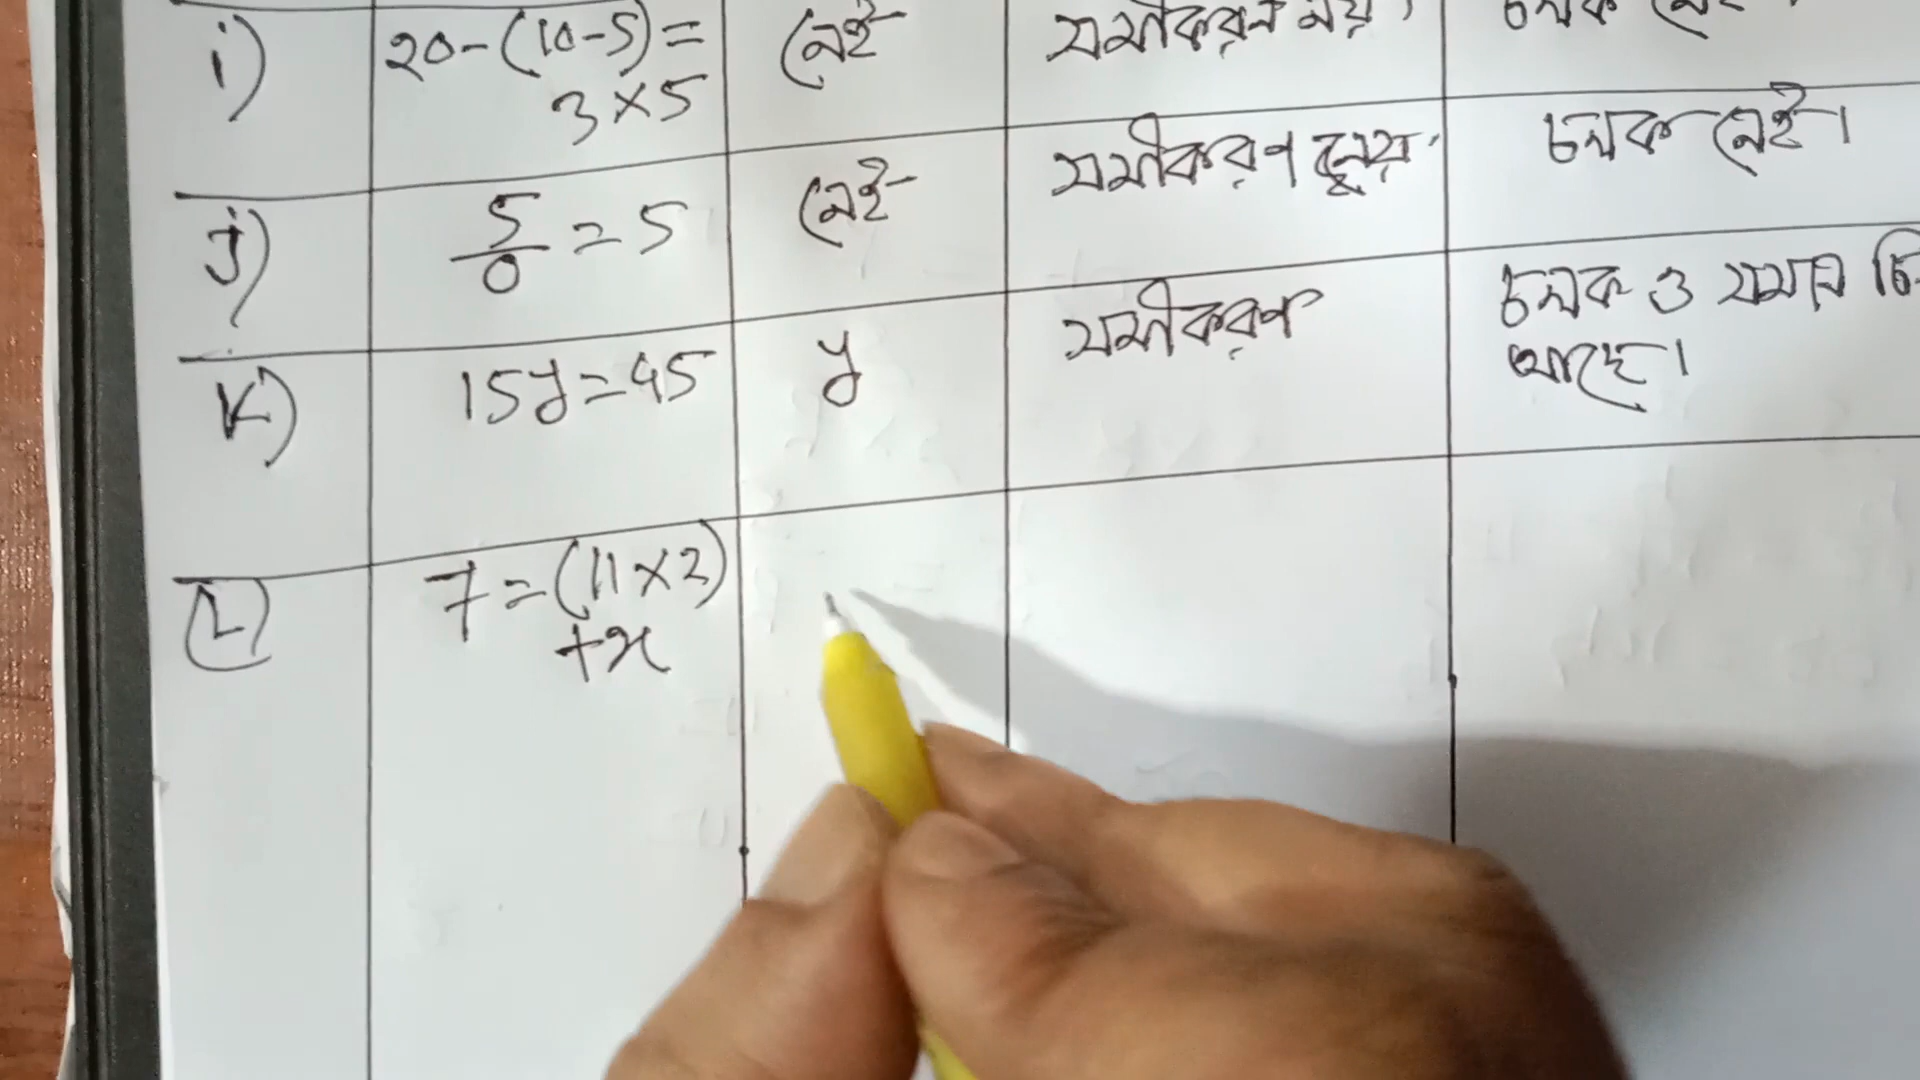 i) 20-(10-5)= নেই সমীকরণ নয়। চলক নেই।
3×5
J) 5/0 = 5 নেই সমীকরণ নয়। চলক নেই।
K) 15y=45 y সমীকরণ চলক ও সমান চি
আছে।
L) 7=(11×2)
+x